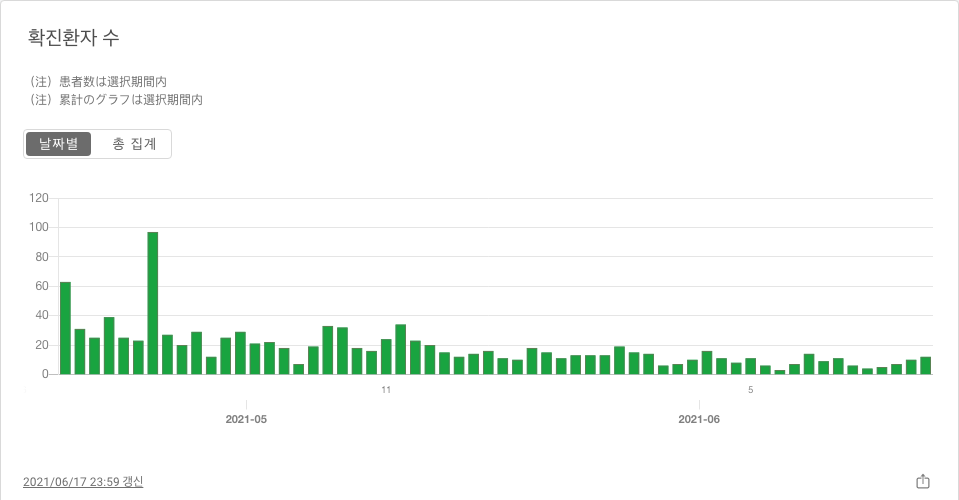 확진환자 수
（注）患者数は選択期間内
（注）累計のグラフは選択期間内
날짜별 총 집계
120
100
80
60
40
20
0
11 5
2021-05 2021-06
2021/06/17 23:59 갱신